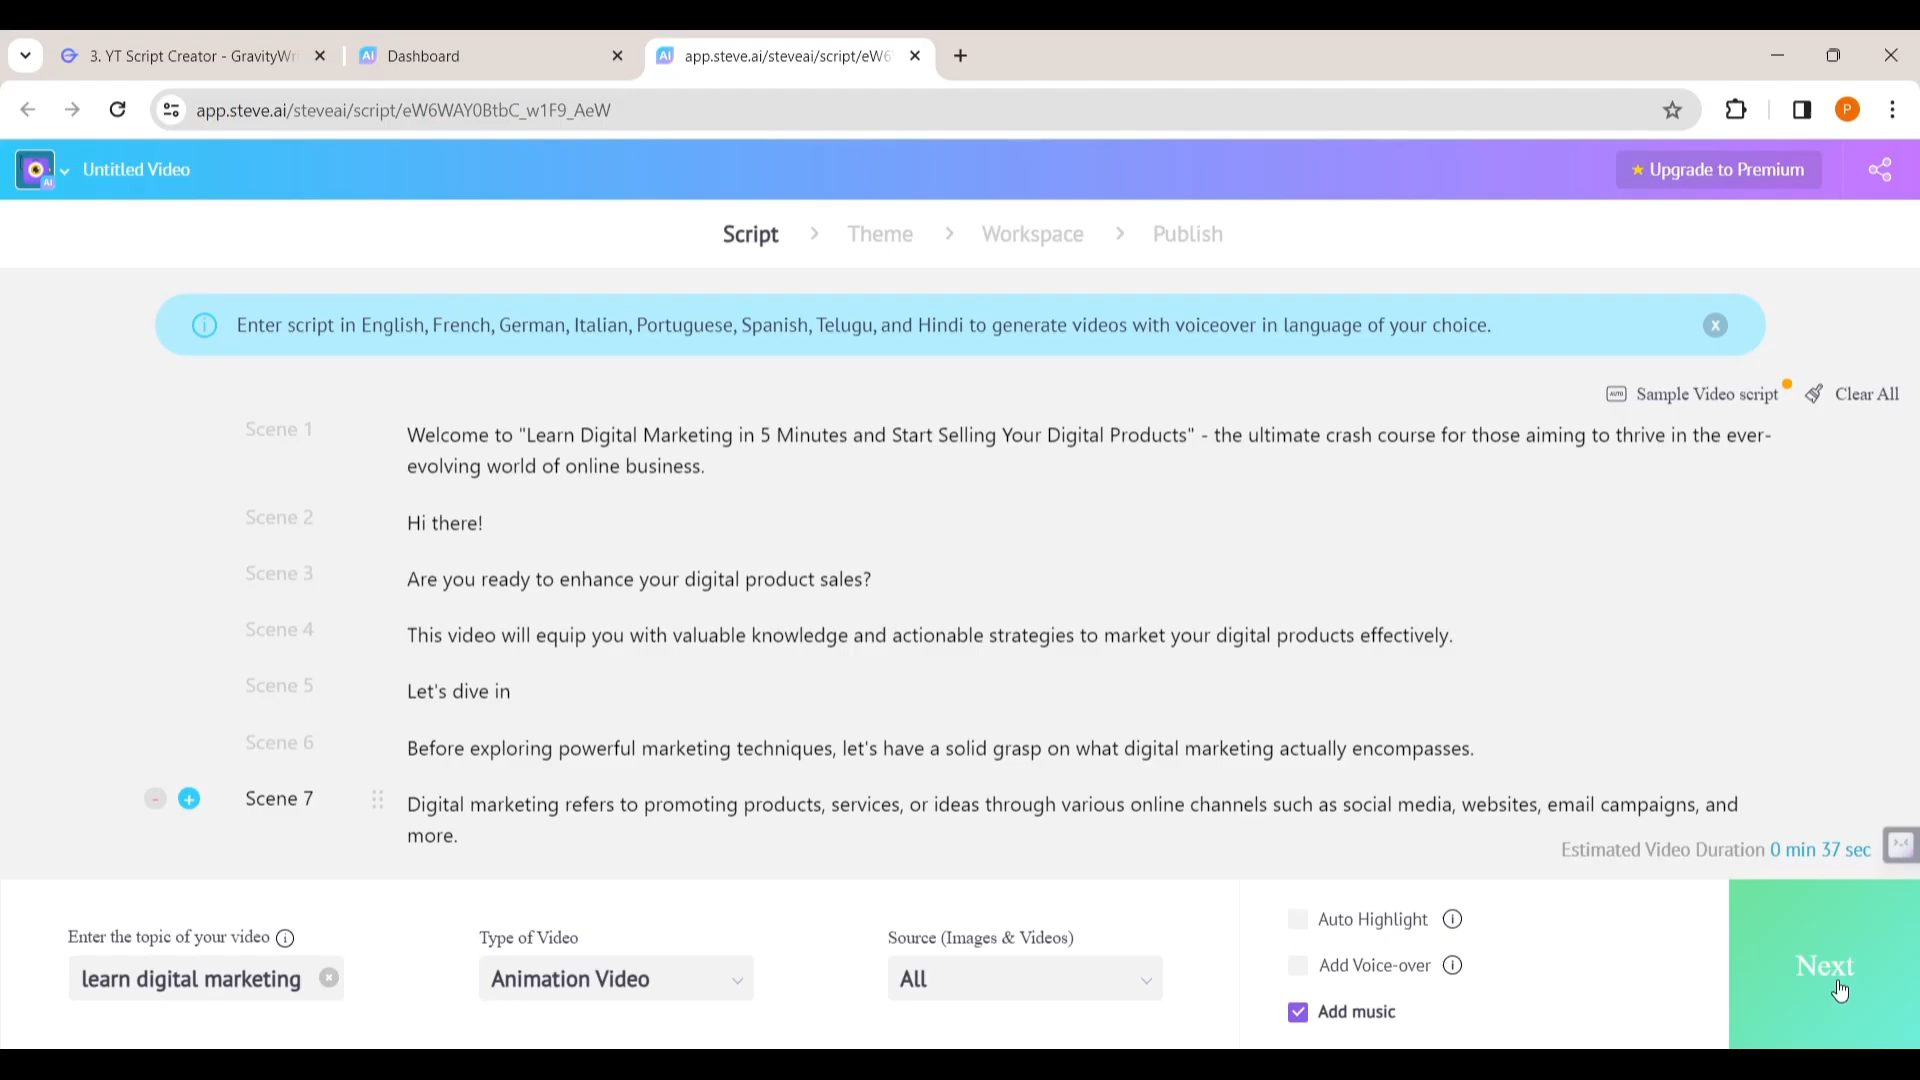 3. YT Script Creator - GravityWri
Dashboard
app.steve.ai/steveai/script/eW6
app.steve.ai/steveai/script/eW6WAY0BtbC_w1F9_AeW
P
AI
Untitled Video
★ Upgrade to Premium
Script > Theme > Workspace > Publish
Enter script in English, French, German, Italian, Portuguese, Spanish, Telugu, and Hindi to generate videos with voiceover in language of your choice.
x
AUTO Sample Video script
Clear All
Scene 1
Welcome to "Learn Digital Marketing in 5 Minutes and Start Selling Your Digital Products" - the ultimate crash course for those aiming to thrive in the ever-
evolving world of online business.
Scene 2
Hi there!
Scene 3
Are you ready to enhance your digital product sales?
Scene 4
This video will equip you with valuable knowledge and actionable strategies to market your digital products effectively.
Scene 5
Let's dive in
Scene 6
Before exploring powerful marketing techniques, let's have a solid grasp on what digital marketing actually encompasses.
Scene 7
Digital marketing refers to promoting products, services, or ideas through various online channels such as social media, websites, email campaigns, and
more.
Estimated Video Duration 0 min 37 sec
Enter the topic of your video
learn digital marketing
Type of Video
Animation Video
Source (Images & Videos)
All
Auto Highlight
Add Voice-over
Add music
Next